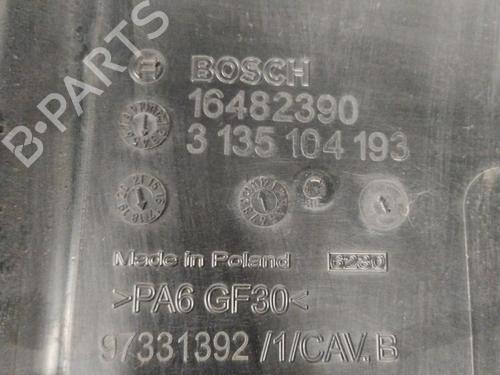 B-PARTS
BOSCH
16482390
3 135 104 193
Made in Poland
>PA6 GF30<
97331392 /1/CAV. B